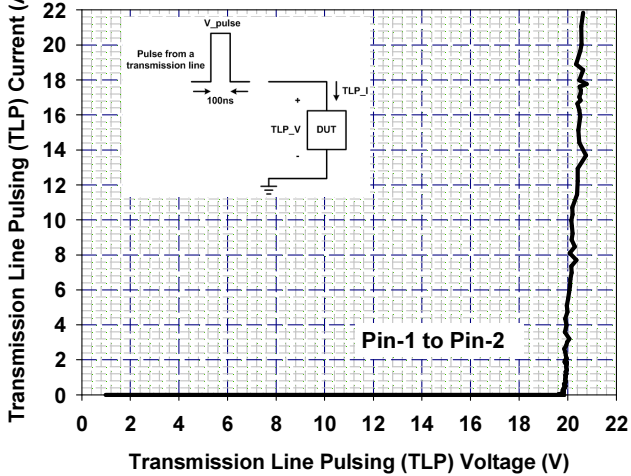 Transmission Line Pulsing (TLP) Current (A
22
20
18
16
14
12
10
8
6
4
2
0
V_pulse
Pulse from a
transmission line
100ns
TLP_I
+
TLP_V
DUT
-
Pin-1 to Pin-2
0 2 4 6 8 10 12 14 16 18 20 22
Transmission Line Pulsing (TLP) Voltage (V)